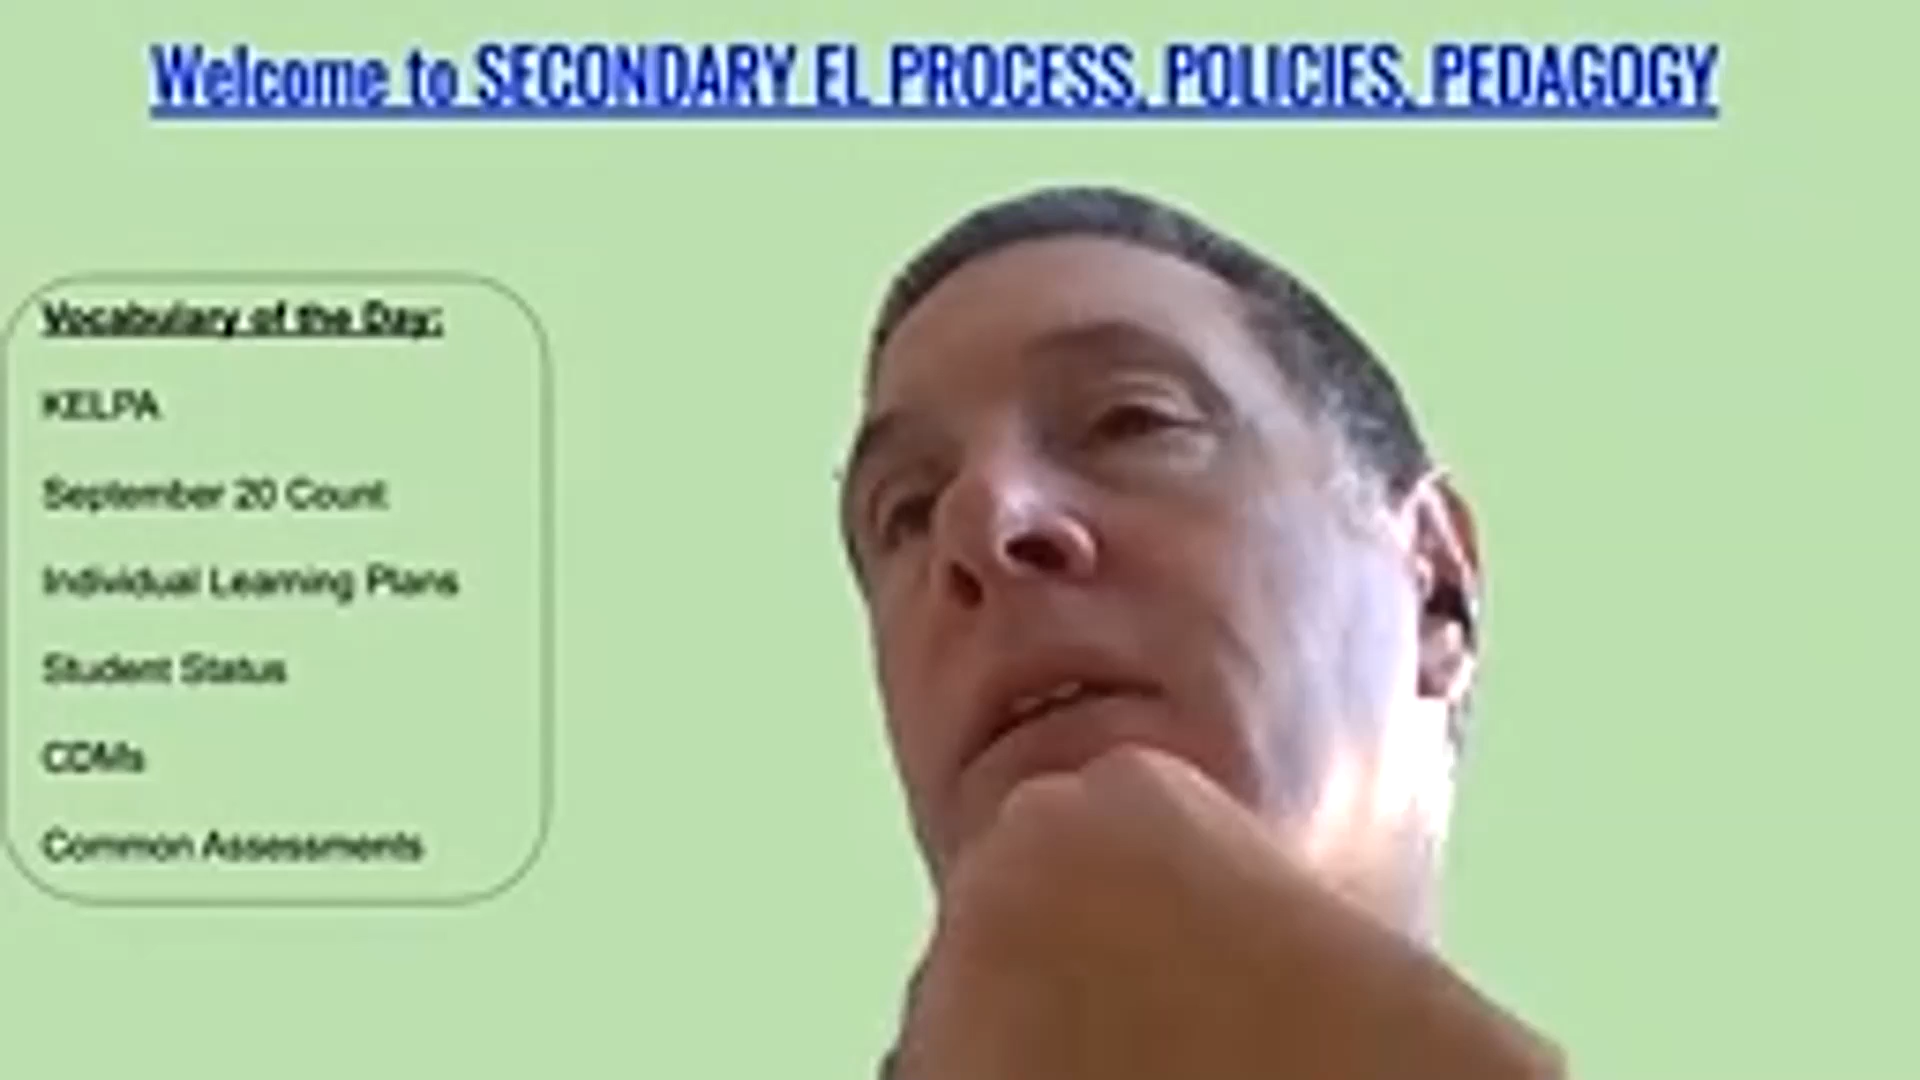 Welcome to SECONDARY EL PROCESS, POLICIES, PEDAGOGY
Vocabulary of the Day:
KELPA
September 20 Count
Individual Learning Plans
Student Status
CDMs
Common Assessments